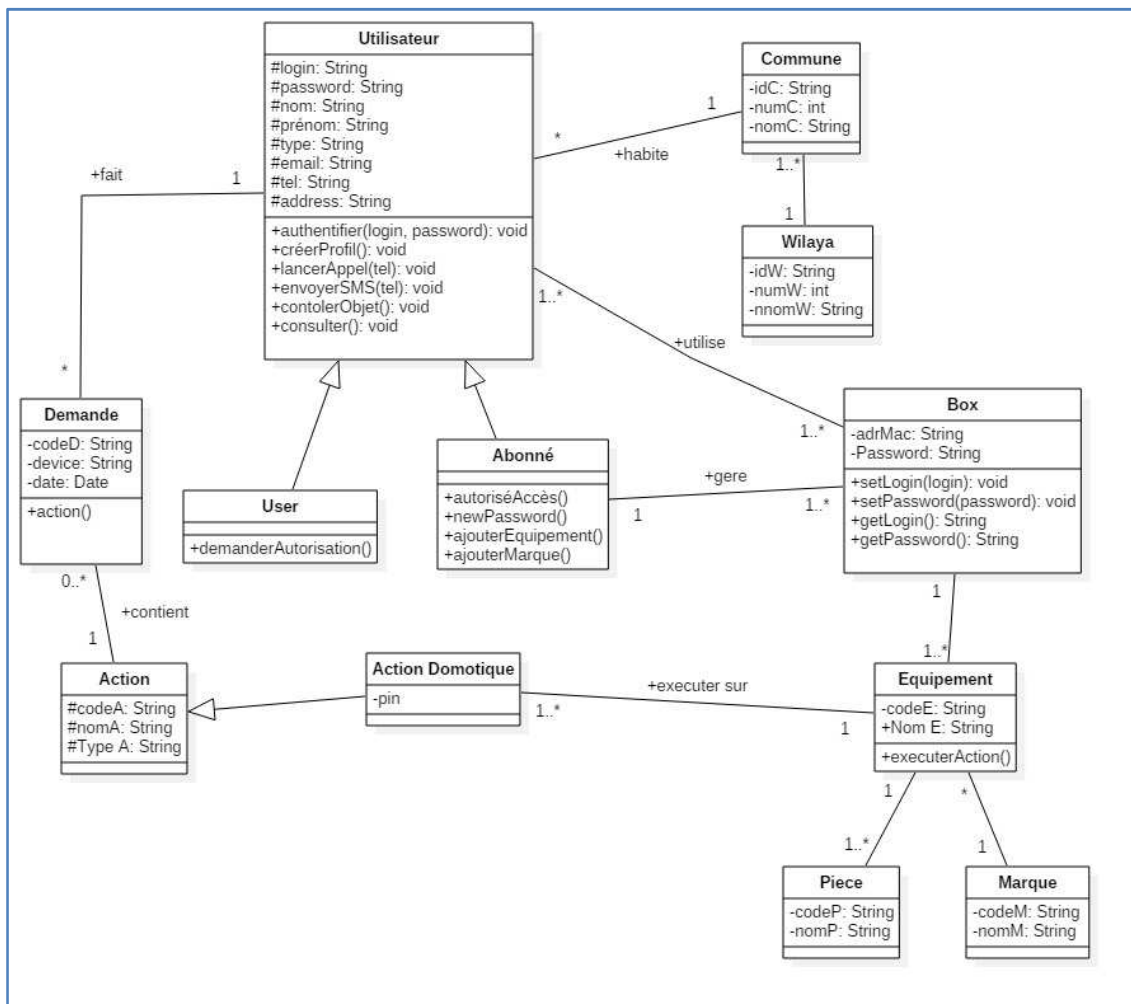 Utilisateur
#login: String
#password: String
#nom: String
#prénom: String
#type: String
#email: String
#tel: String
#address: String
+authentifier(login, password): void
+créerProfil(): void
+lancerAppel(tel): void
+envoyerSMS(tel): void
+contolerObjet(): void
+consulter(): void
Commune
-idC: String
-numC: int
-nomC: String
1
*
+habite
1..*
1
Wilaya
-idW: String
-numW: int
-nnomW: String
+fait
1
*
1..*
+utilise
1..*
Demande
-codeD: String
-device: String
-date: Date
+action()
User
+demanderAutorisation()
Abonné
+autoriséAccès()
+newPassword()
+ajouterEquipement()
+ajouterMarque()
+gere
1
1..*
Box
-adrMac: String
-Password: String
+setLogin(login): void
+setPassword(password): void
+getLogin(): String
+getPassword(): String
0..*
+contient
1
1
1..*
Action
#codeA: String
#nomA: String
#Type A: String
Action Domotique
-pin
+executer sur
1..*
1
Equipement
-codeE: String
+Nom E: String
+executerAction()
1
*
1..*
1
Piece
-codeP: String
-nomP: String
Marque
-codeM: String
-nomM: String